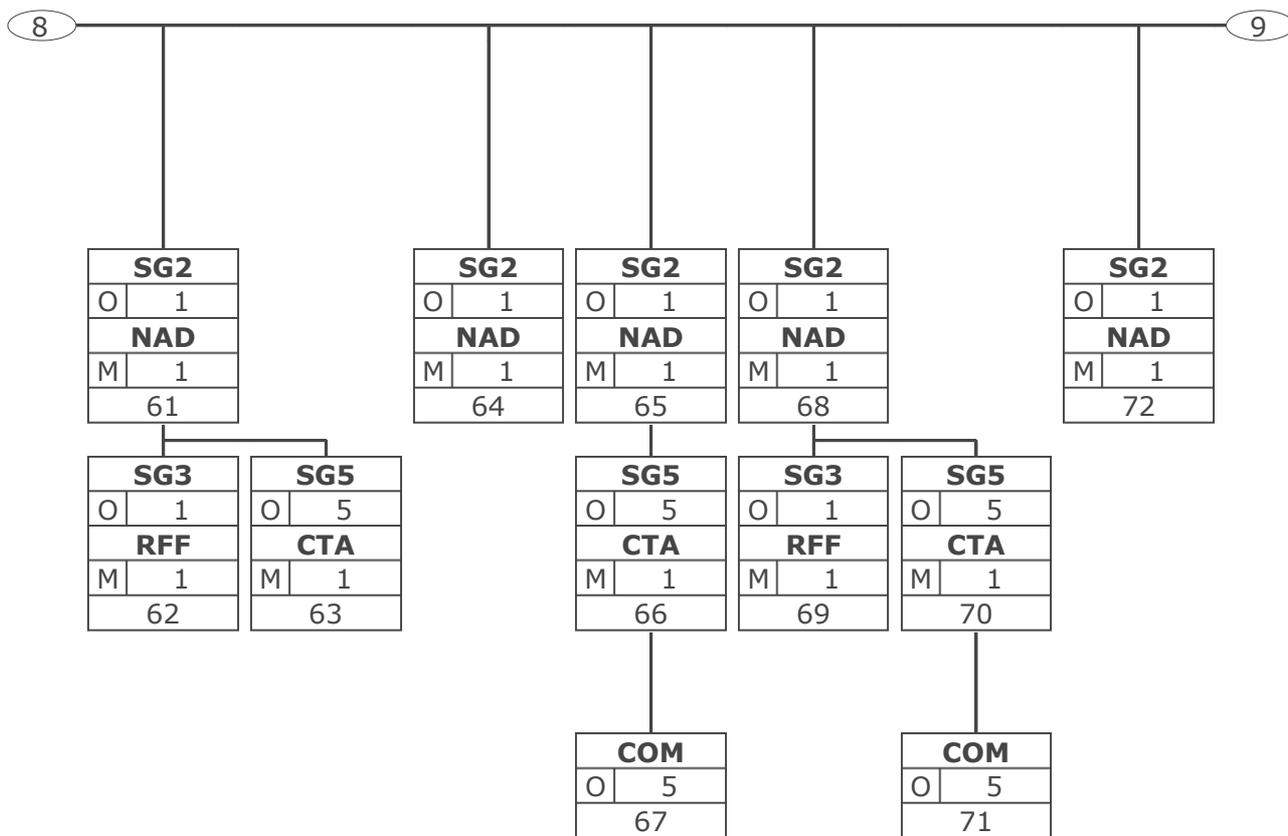 8
9
SG2 SG2 SG2 SG2 SG2
O 1 O 1 O 1 O 1 O 1
NAD NAD NAD NAD NAD
M 1 M 1 M 1 M 1 M 1
61 64 65 68 72
SG3 SG5 SG5 SG3 SG5
O 1 O 5 O 5 O 1 O 5
RFF CTA CTA RFF CTA
M 1 M 1 M 1 M 1 M 1
62 63 66 69 70
COM COM
O 5 O 5
67 71